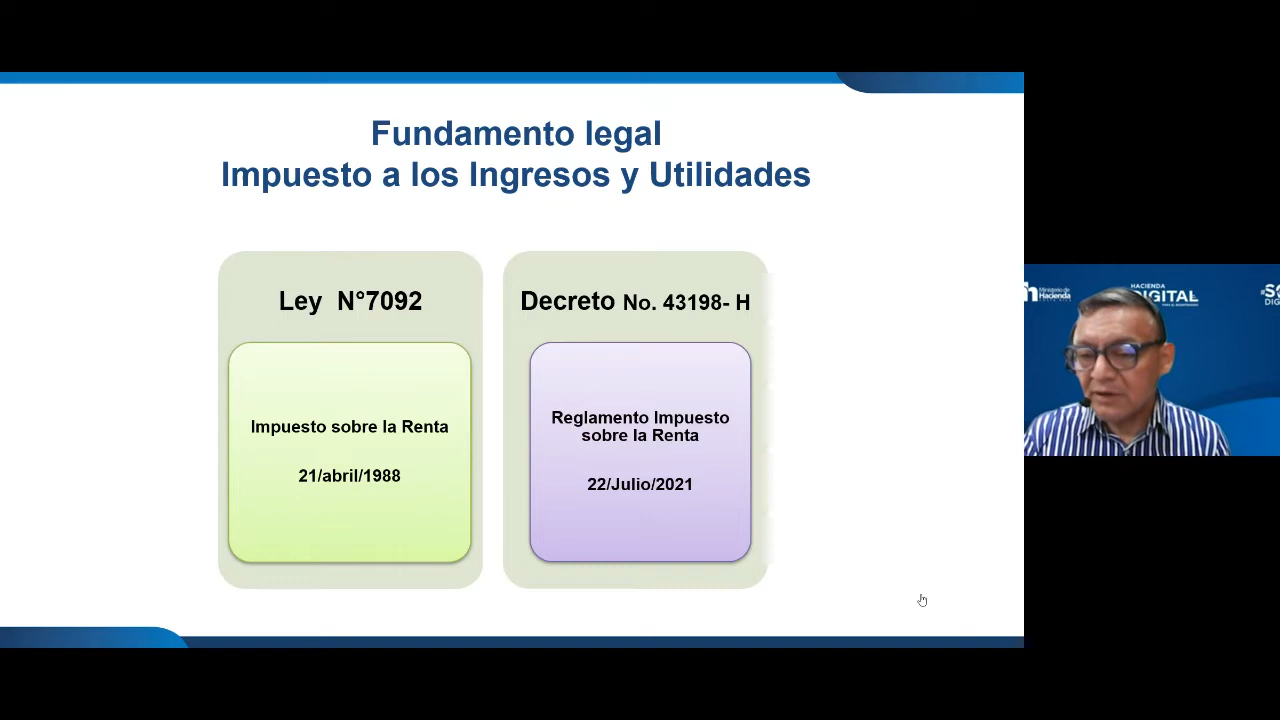 Fundamento legal
Impuesto a los Ingresos y Utilidades
Ley N°7092
Impuesto sobre la Renta
21/abril/1988
Decreto No. 43198- H
Reglamento Impuesto
sobre la Renta
22/Julio/2021
Ministerio de
Hacienda
HACIENDA
DIGITAL